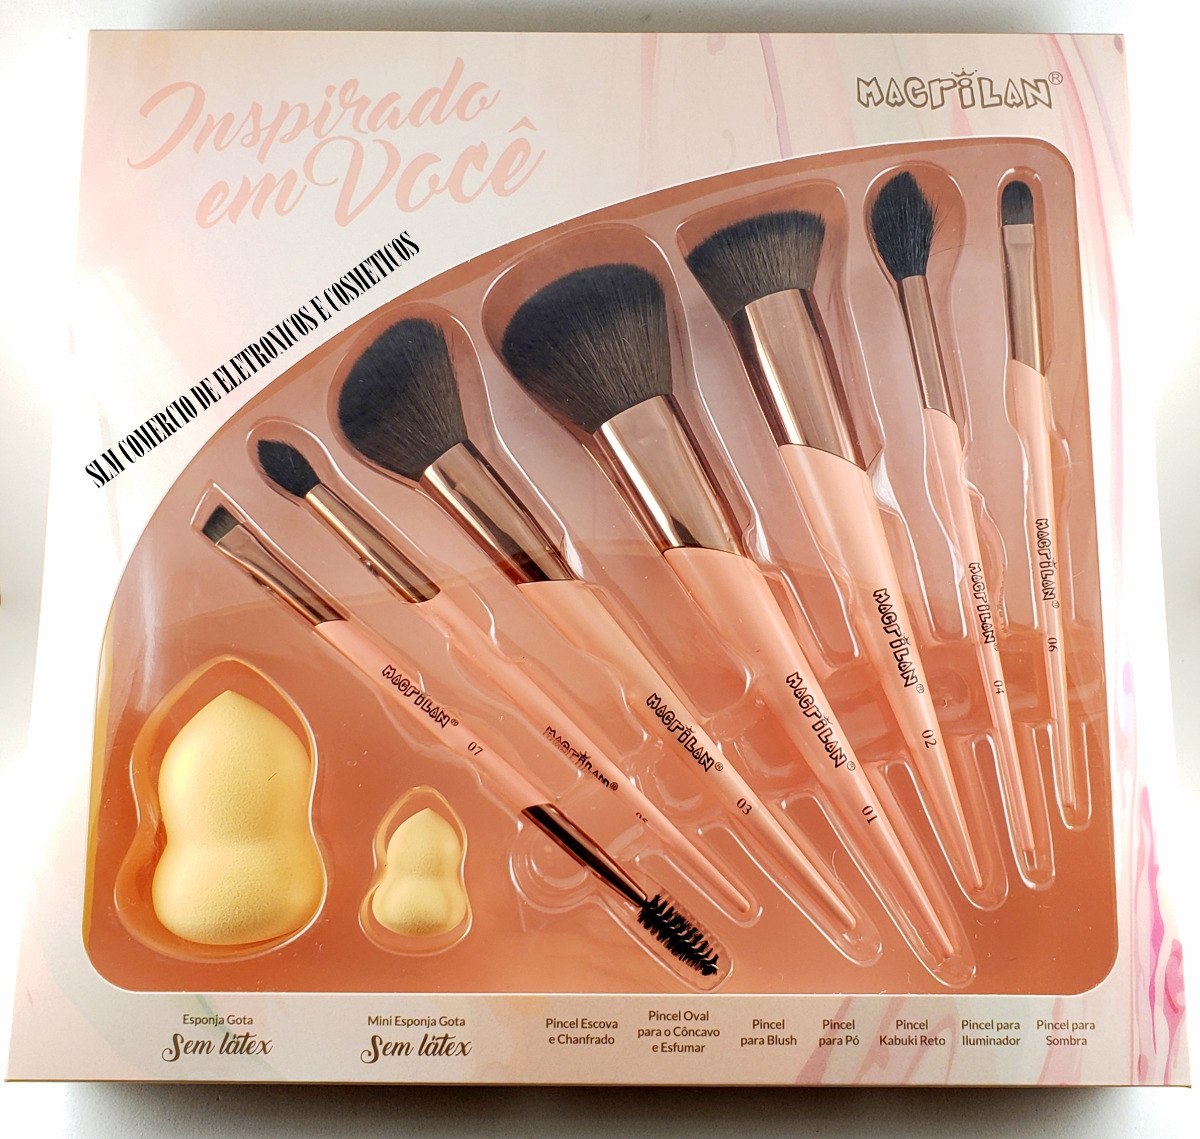 Inspirado
em Você
MACRiLAN®
SLM COMERCIO DE ELETRONICOS E COSMETICOS
MACRiLAN® 07
MACRiLAN® 05
MACRiLAN® 03
MACRiLAN® 01
MACRiLAN® 02
MACRiLAN® 04
MACRiLAN® 06
Esponja Gota
Sem látex
Mini Esponja Gota
Sem látex
Pincel Escova
e Chanfrado
Pincel Oval
para o Côncavo
e Esfumar
Pincel
para Blush
Pincel
para Pó
Pincel
Kabuki Reto
Pincel para
Iluminador
Pincel para
Sombra